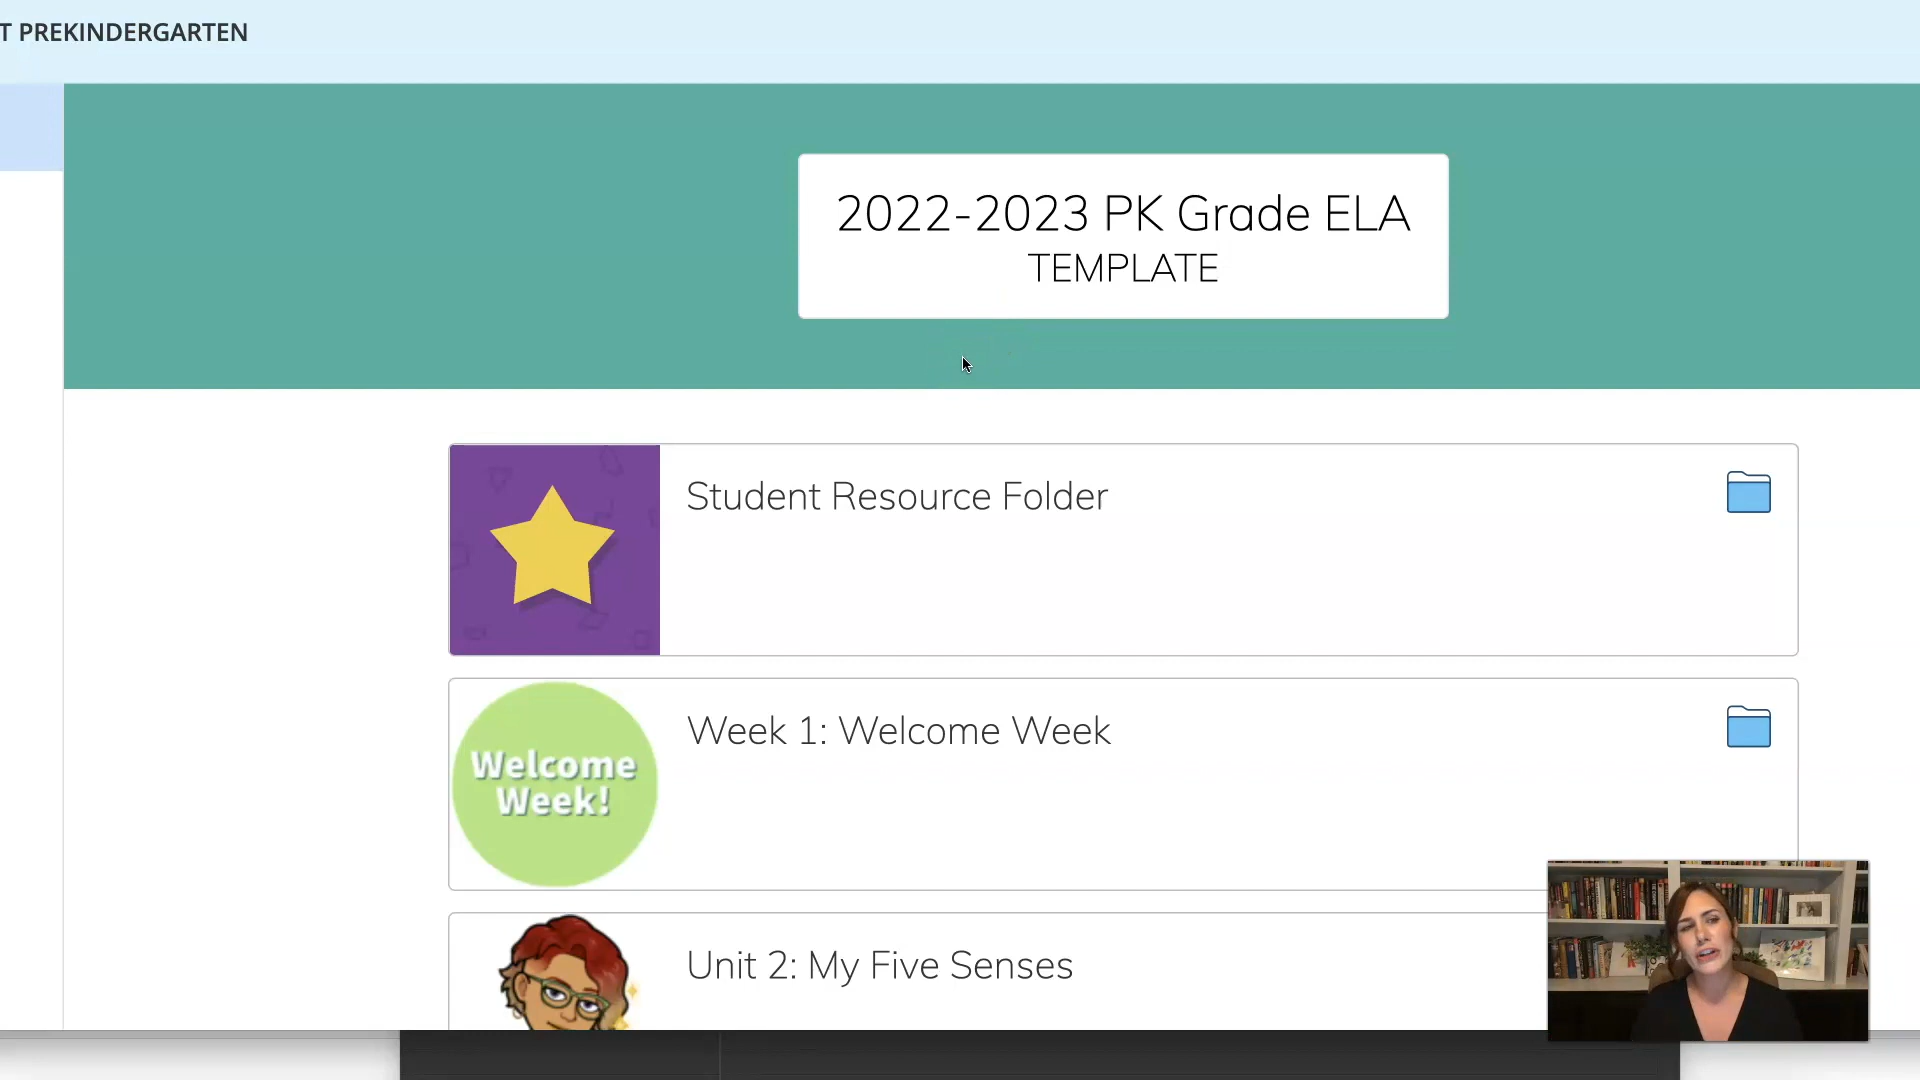 T PREKINDERGARTEN
2022-2023 PK Grade ELA
TEMPLATE
Student Resource Folder
Week 1: Welcome Week
Welcome
Week!
Unit 2: My Five Senses